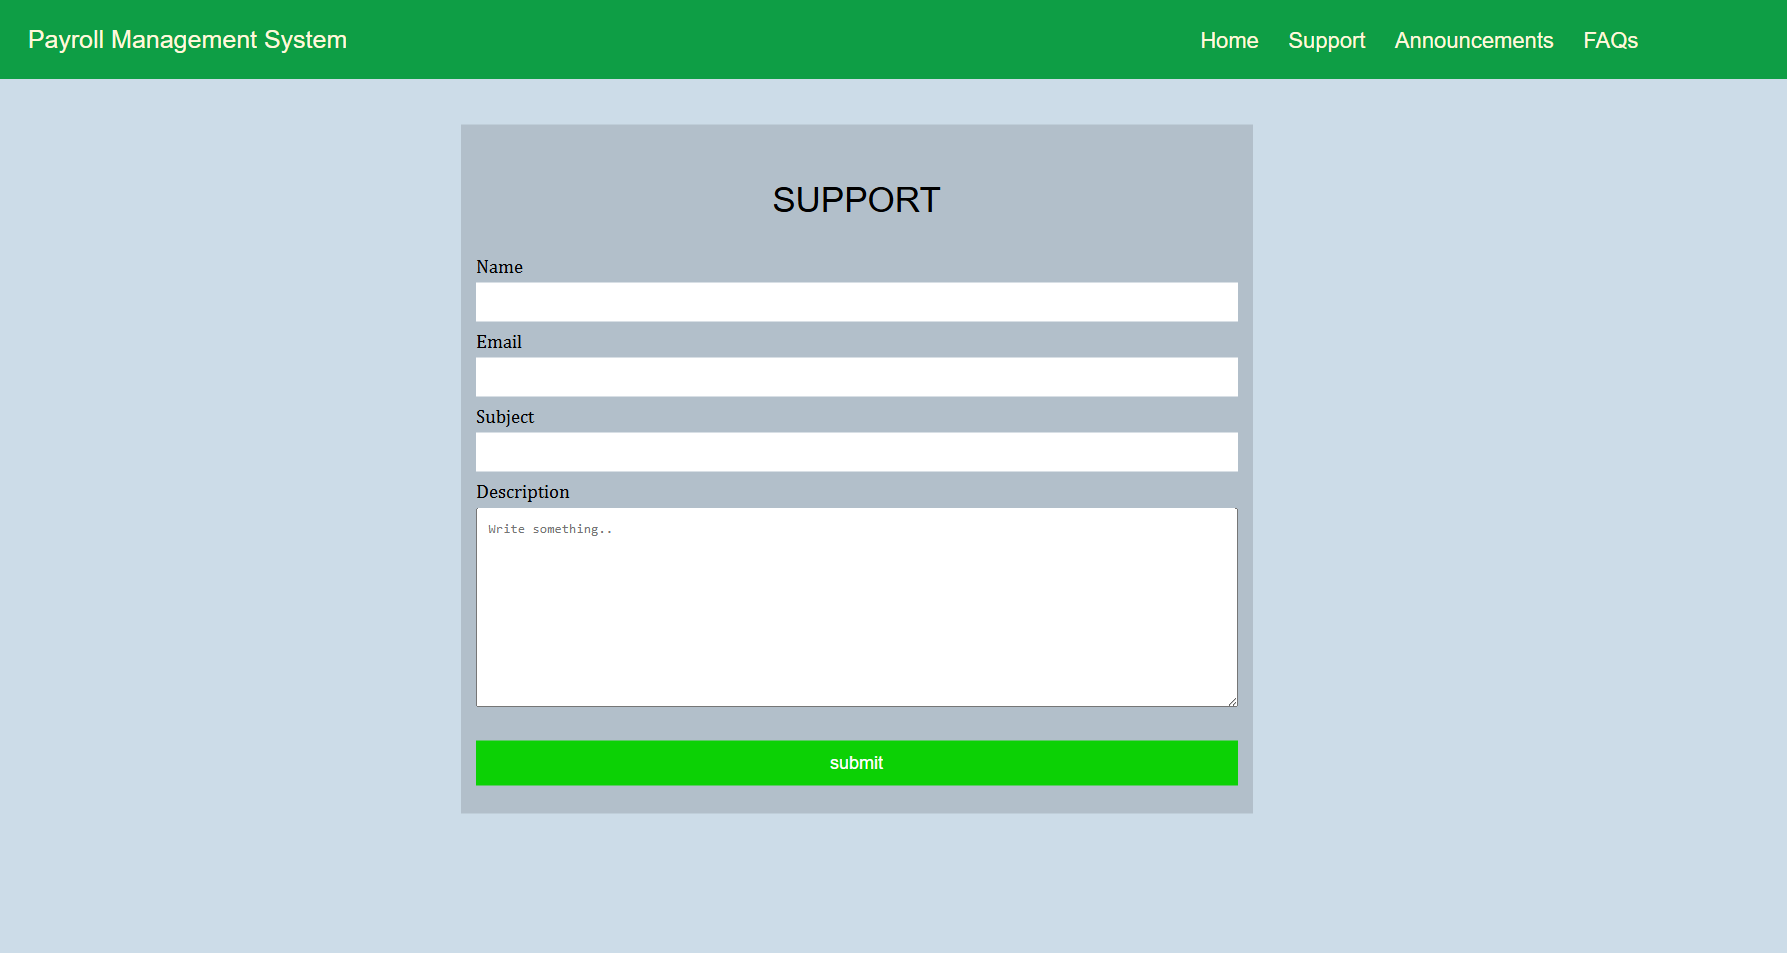 Payroll Management System
Home Support Announcements FAQs
SUPPORT
Name
Email
Subject
Description
Write something..
submit